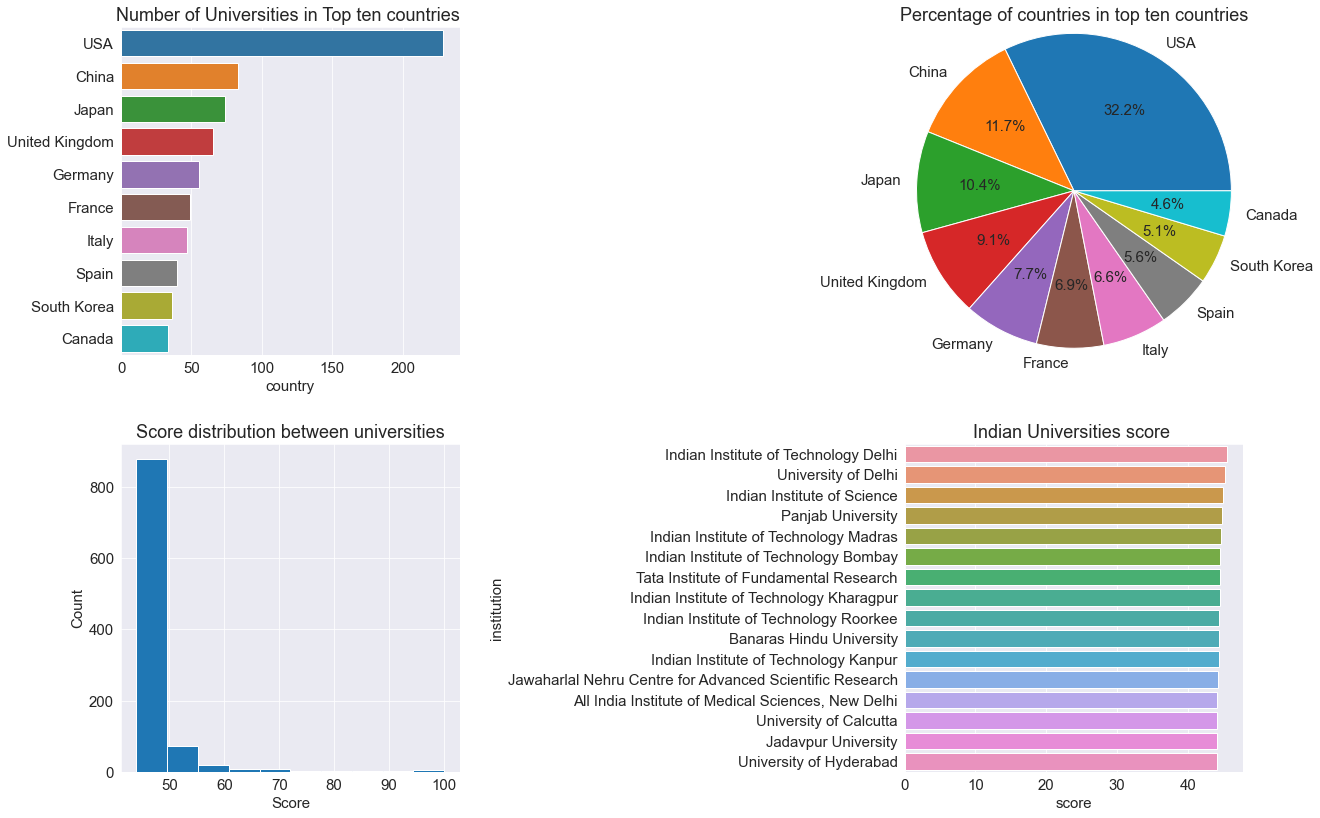 Number of Universities in Top ten countries
USA
China
Japan
United Kingdom
Germany
France
Italy
Spain
South Korea
Canada
0 50 100 150 200
country
Percentage of countries in top ten countries
USA
China
Japan
United Kingdom
Germany
France
Italy
Spain
South Korea
Canada
32.2%
11.7%
10.4%
9.1%
7.7%
6.9%
6.6%
5.6%
5.1%
4.6%
Score distribution between universities
Count
800
600
400
200
0
50 60 70 80 90 100
Score
Indian Universities score
institution
Indian Institute of Technology Delhi
University of Delhi
Indian Institute of Science
Panjab University
Indian Institute of Technology Madras
Indian Institute of Technology Bombay
Tata Institute of Fundamental Research
Indian Institute of Technology Kharagpur
Indian Institute of Technology Roorkee
Banaras Hindu University
Indian Institute of Technology Kanpur
Jawaharlal Nehru Centre for Advanced Scientific Research
All India Institute of Medical Sciences, New Delhi
University of Calcutta
Jadavpur University
University of Hyderabad
0 10 20 30 40
score